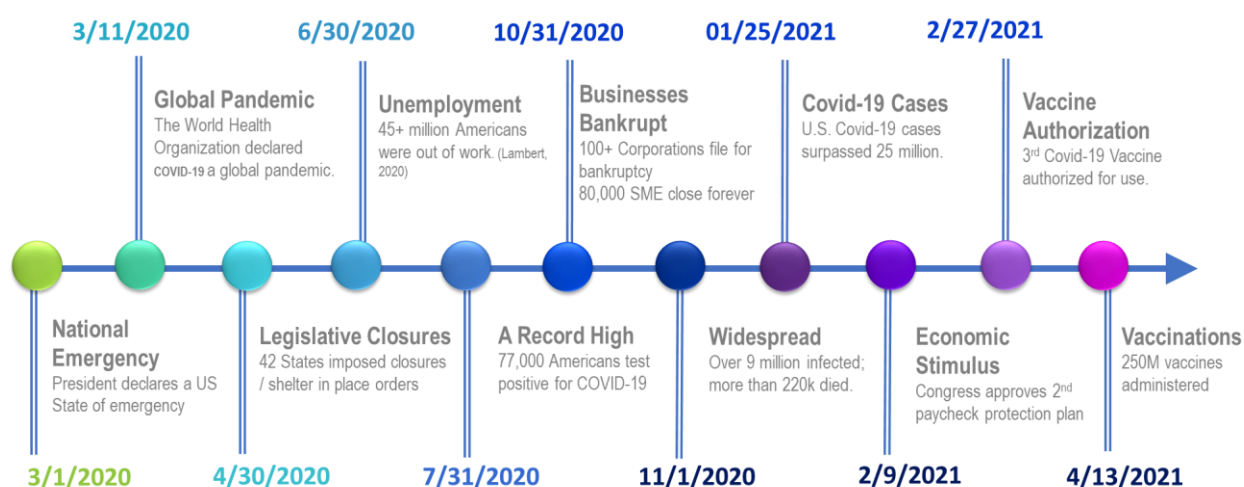 3/11/2020
6/30/2020
10/31/2020
01/25/2021
2/27/2021
Global Pandemic
The World Health
Organization declared
COVID-19 a global pandemic.
Unemployment
45+ million Americans
were out of work. (Lambert,
2020)
Businesses
Bankrupt
100+ Corporations file for
bankruptcy
80,000 SME close forever
Covid-19 Cases
U.S. Covid-19 cases
surpassed 25 million.
Vaccine
Authorization
3rd Covid-19 Vaccine
authorized for use.
National
Emergency
President declares a US
State of emergency
Legislative Closures
42 States imposed closures
/ shelter in place orders
A Record High
77,000 Americans test
positive for COVID-19
Widespread
Over 9 million infected;
more than 220k died.
Economic
Stimulus
Congress approves 2nd
paycheck protection plan
Vaccinations
250M vaccines
administered
3/1/2020
4/30/2020
7/31/2020
11/1/2020
2/9/2021
4/13/2021